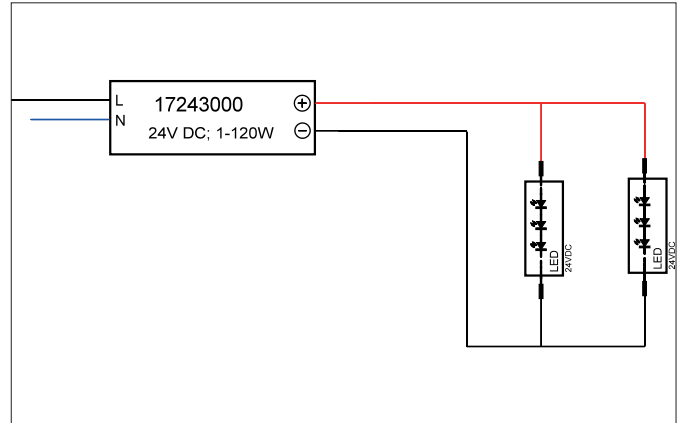 L
17243000
+
N
24V DC; 1-120W
−
LED
24VDC
LED
24VDC